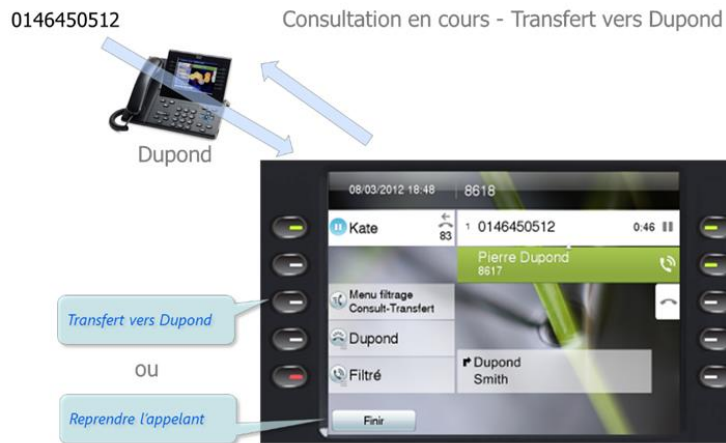 0146450512
Consultation en cours - Transfert vers Dupond
Dupond
08/03/2012 18:48
8618
Kate
83
1 0146450512
0:46
Pierre Dupond
8617
Menu filtrage
Consult-Transfert
Dupond
Filtré
Dupond
Smith
Finir
Transfert vers Dupond
ou
Reprendre l'appelant